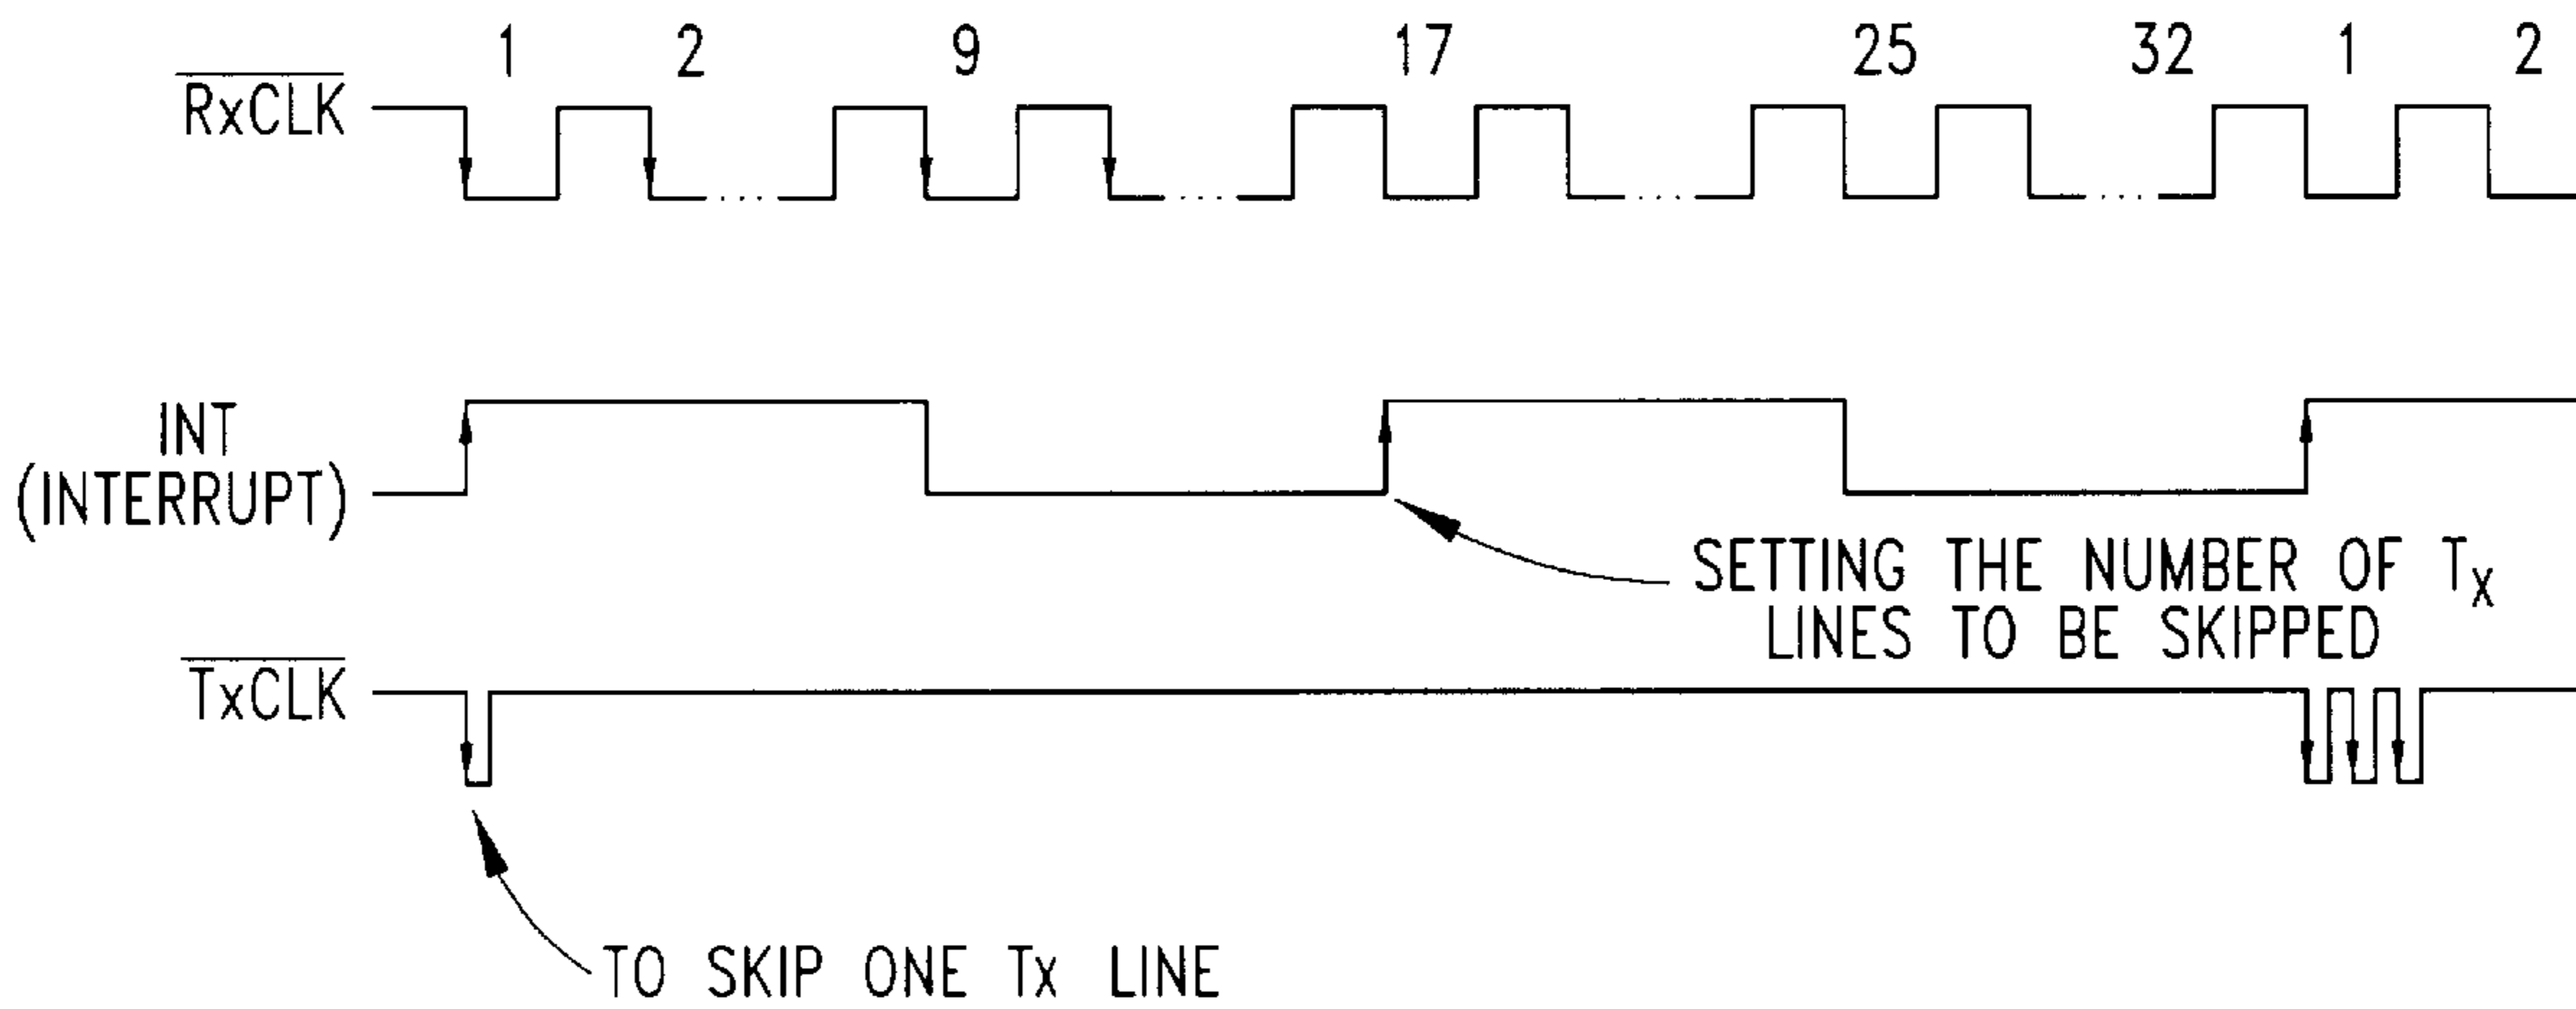 1 2 9 17 25 32 1 2
RxCLK
INT
(INTERRUPT)
SETTING THE NUMBER OF Tx
LINES TO BE SKIPPED
TxCLK
TO SKIP ONE Tx LINE